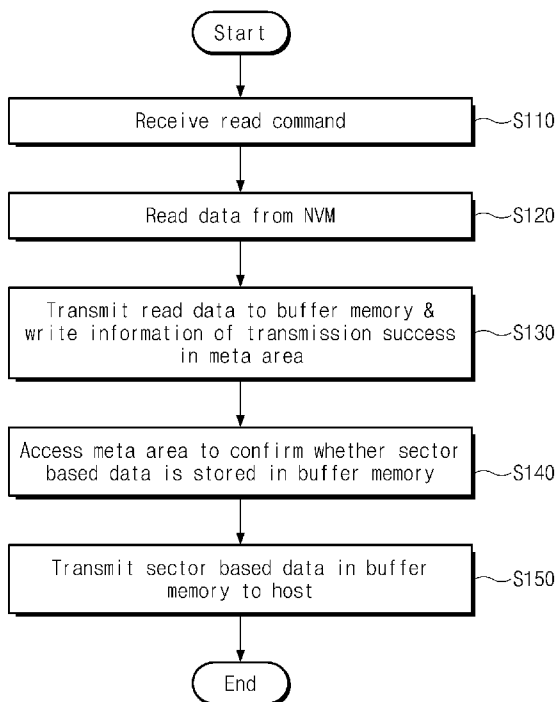 Start
Receive read command
S110
Read data from NVM
S120
Transmit read data to buffer memory &
write information of transmission success
in meta area
S130
Access meta area to confirm whether sector
based data is stored in buffer memory
S140
Transmit sector based data in buffer
memory to host
S150
End